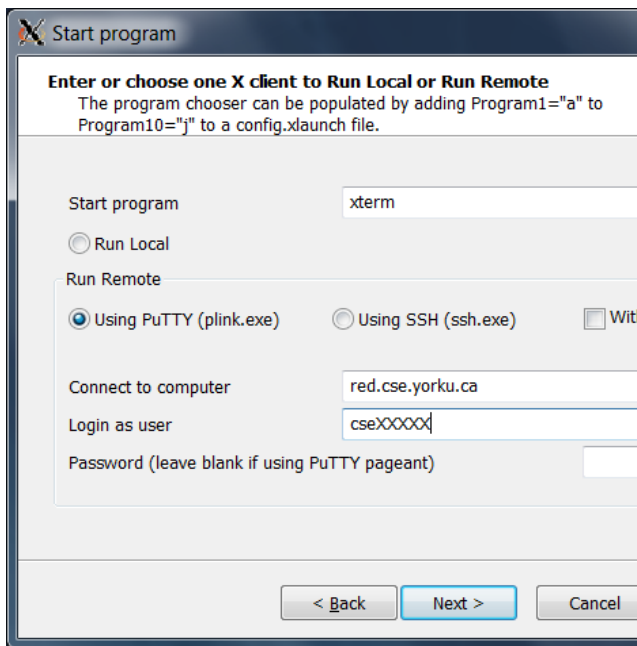 Start program
Enter or choose one X client to Run Local or Run Remote
The program chooser can be populated by adding Program1="a" to
Program10="j" to a config.xlaunch file.
Start program xterm
Run Local
Run Remote
Using PuTTY (plink.exe) Using SSH (ssh.exe) Wit
Connect to computer red.cse.yorku.ca
Login as user cseXXXXX
Password (leave blank if using PuTTY pageant)
< Back Next > Cancel